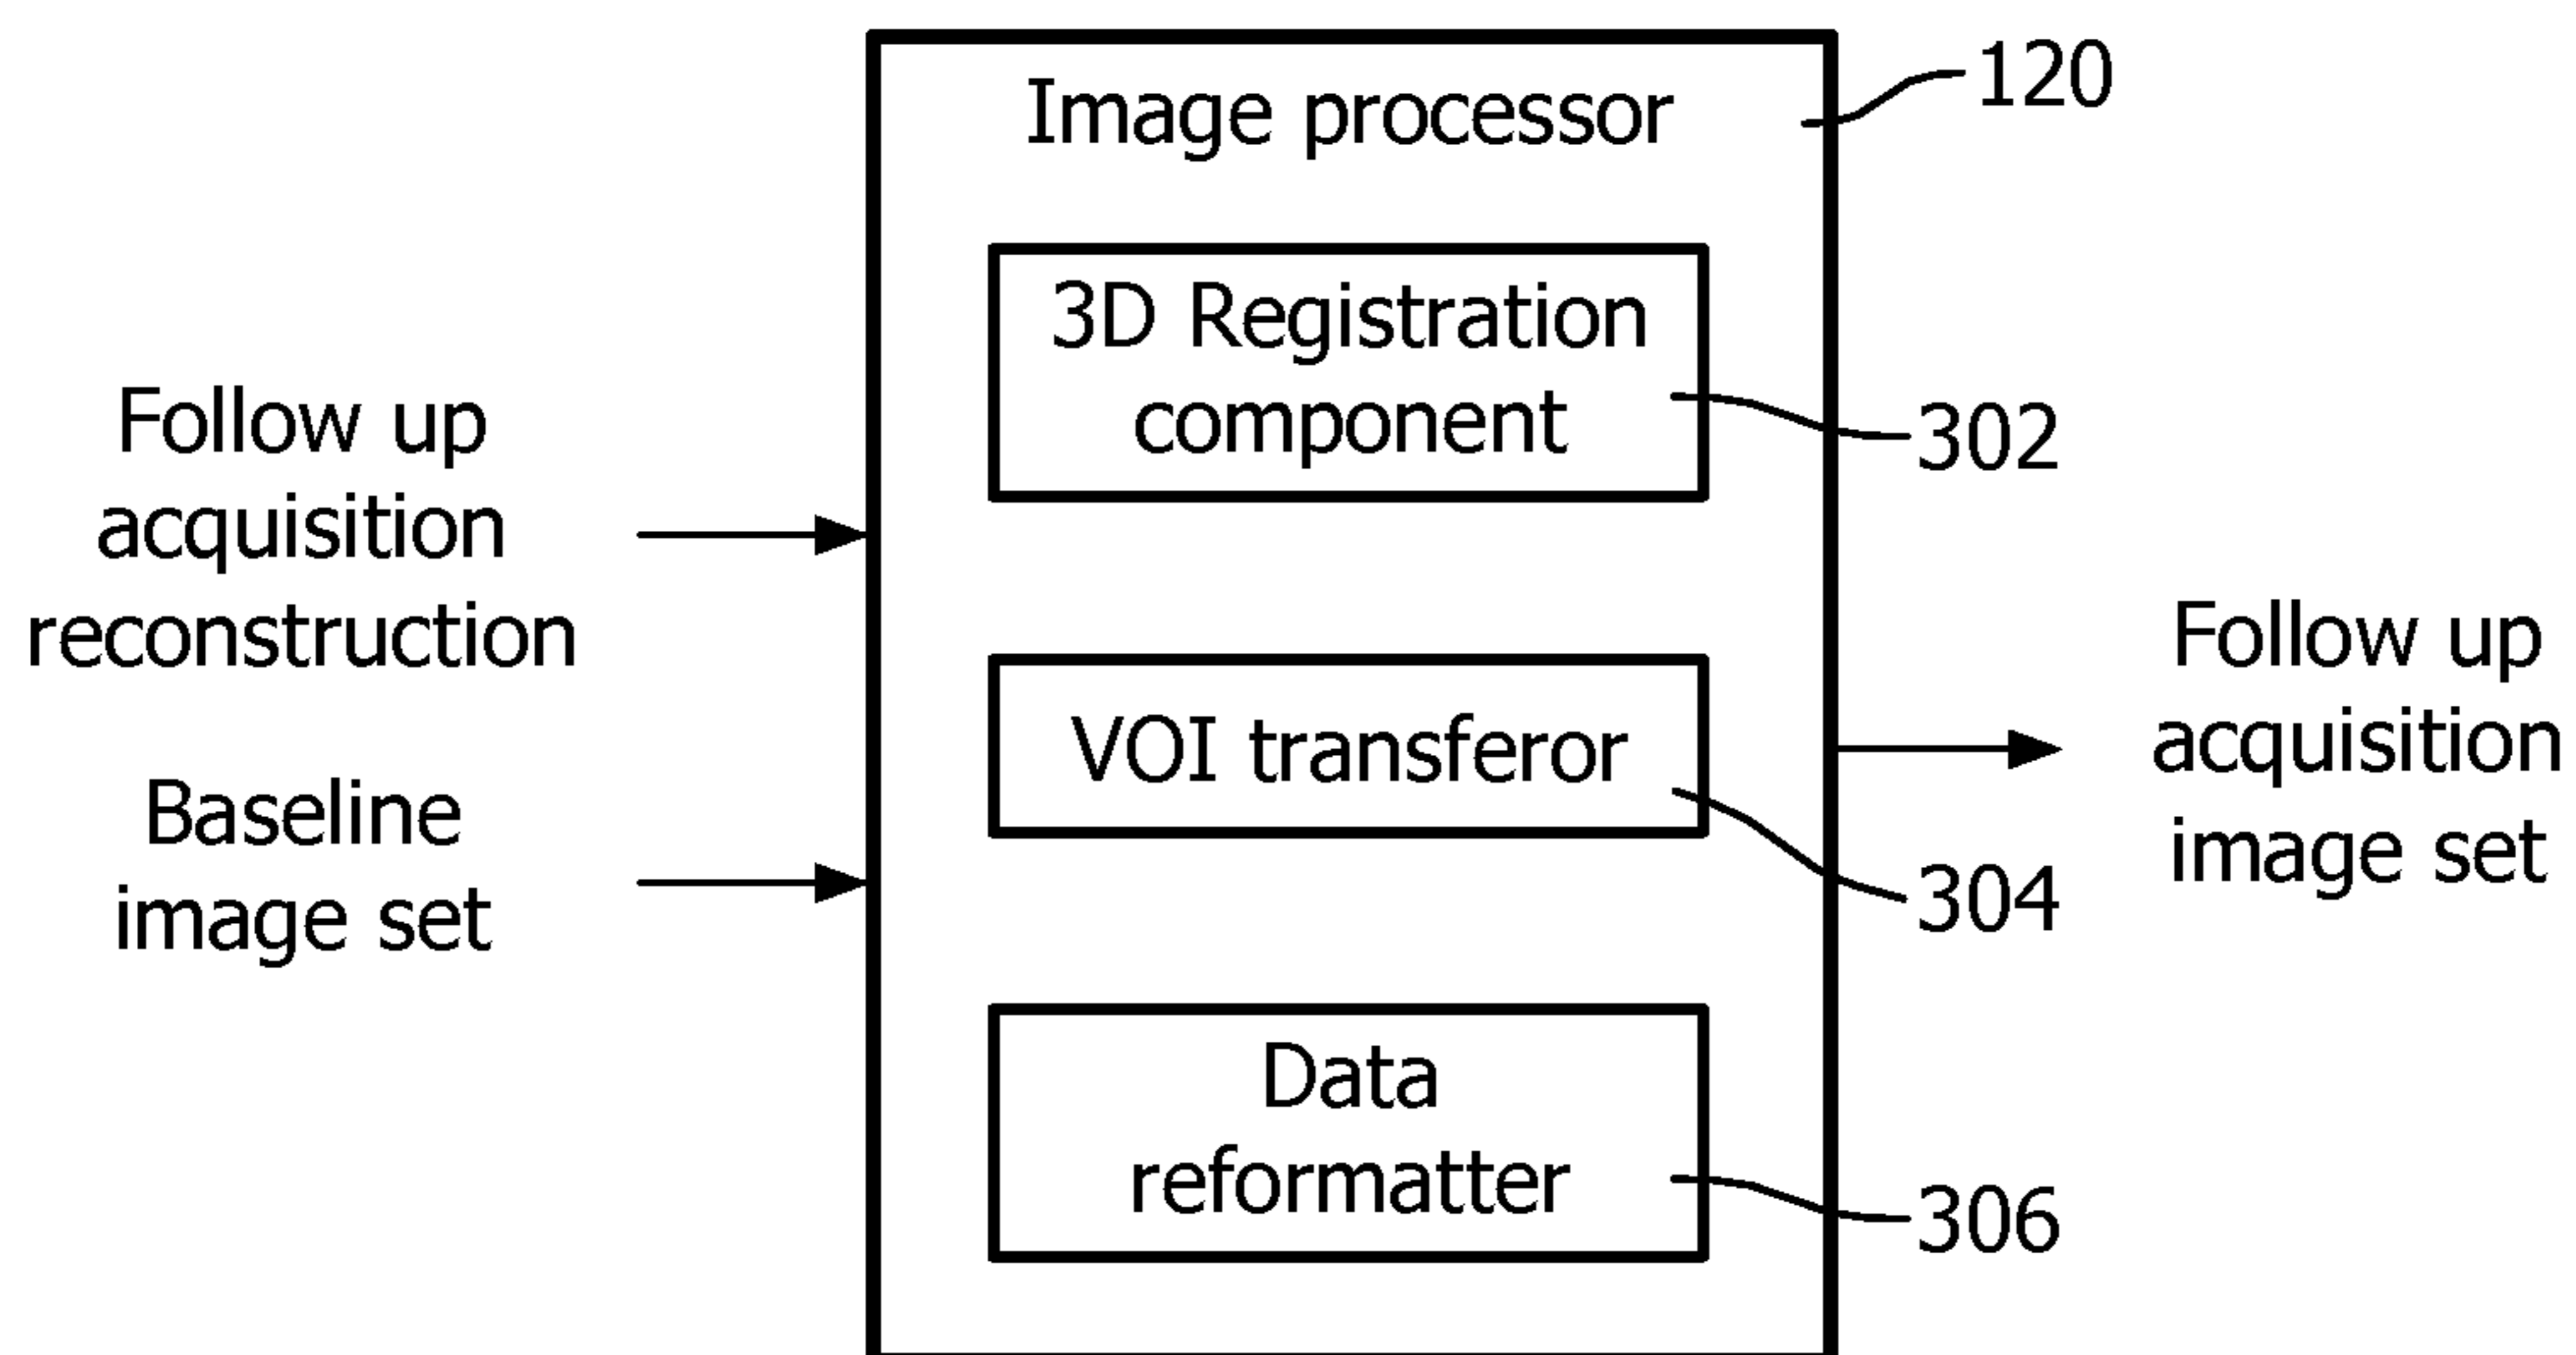 Image processor
120
3D Registration
component
302
Follow up
acquisition
reconstruction
VOI transferor
304
Baseline
image set
Data
reformatter
306
Follow up
acquisition
image set